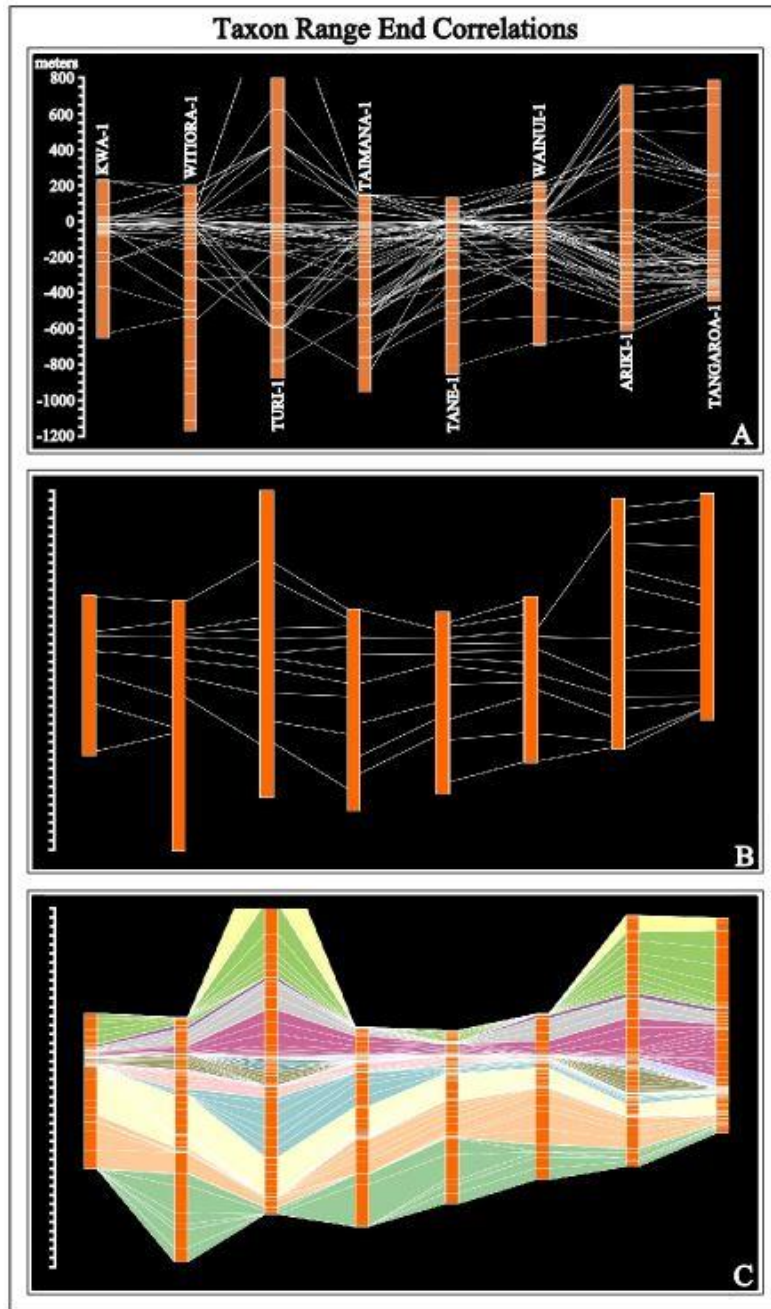 Taxon Range End Correlations
meters
800
600
400
200
0
-200
-400
-600
-800
-1000
-1200
KWA-1
WITIORA-1
TURI-1
TAIMANA-1
TANE-1
WAINUI-1
ARIKI-1
TANGAROA-1
A
B
C